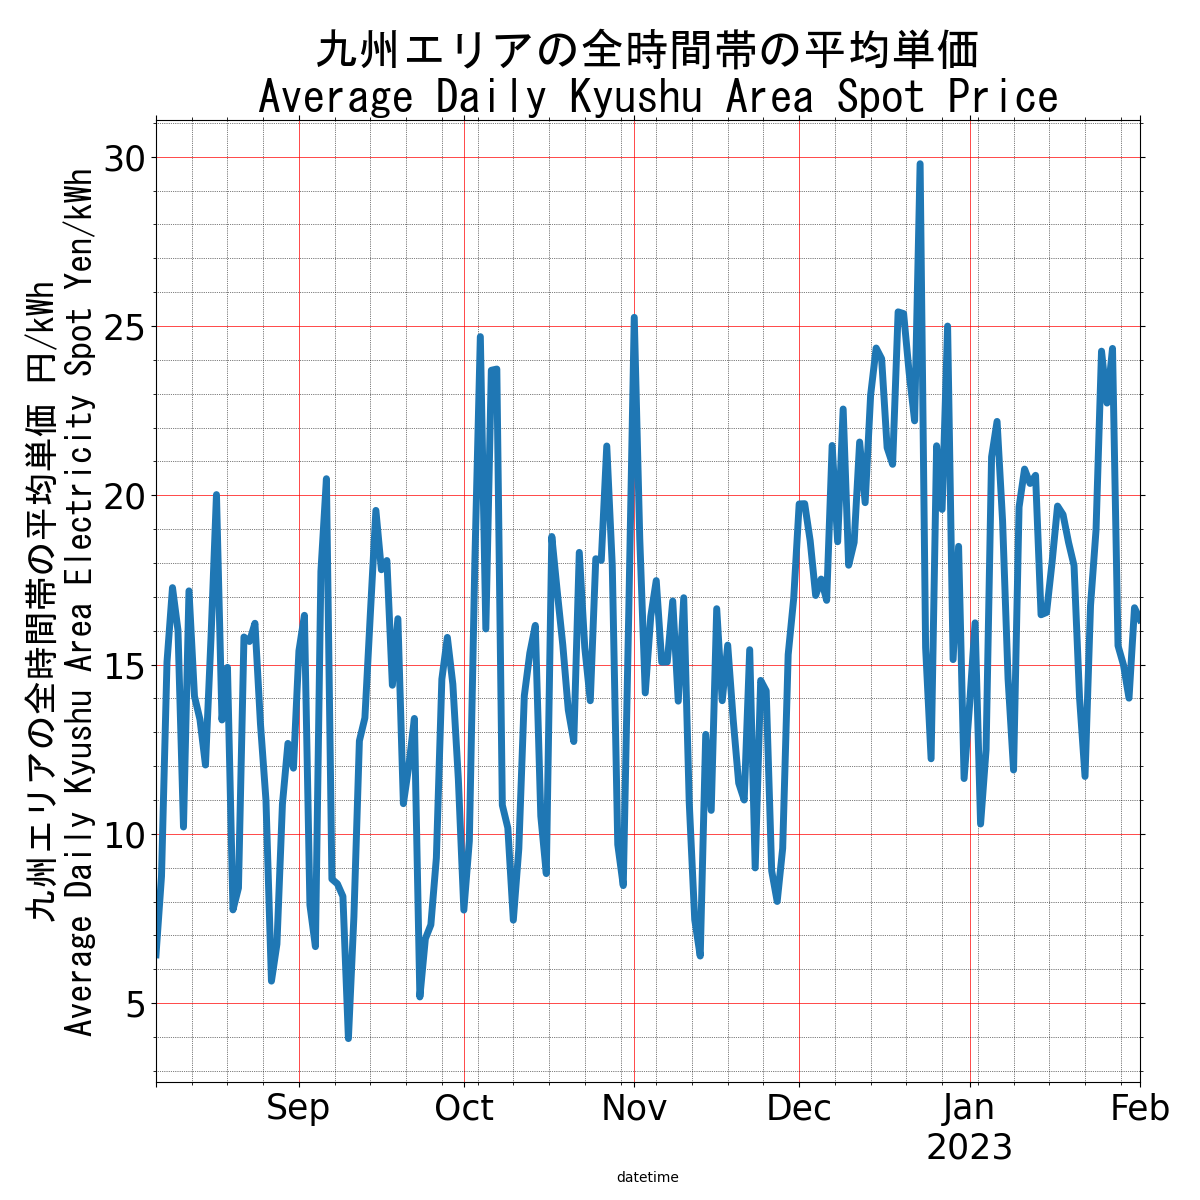 九州エリアの全時間帯の平均単価
Average Daily Kyushu Area Spot Price
九州エリアの全時間帯の平均単価 円/kWh
Average Daily Kyushu Area Electricity Spot Yen/kWh
30
25
20
15
10
5
Sep
Oct
Nov
Dec
Jan
2023
Feb
datetime